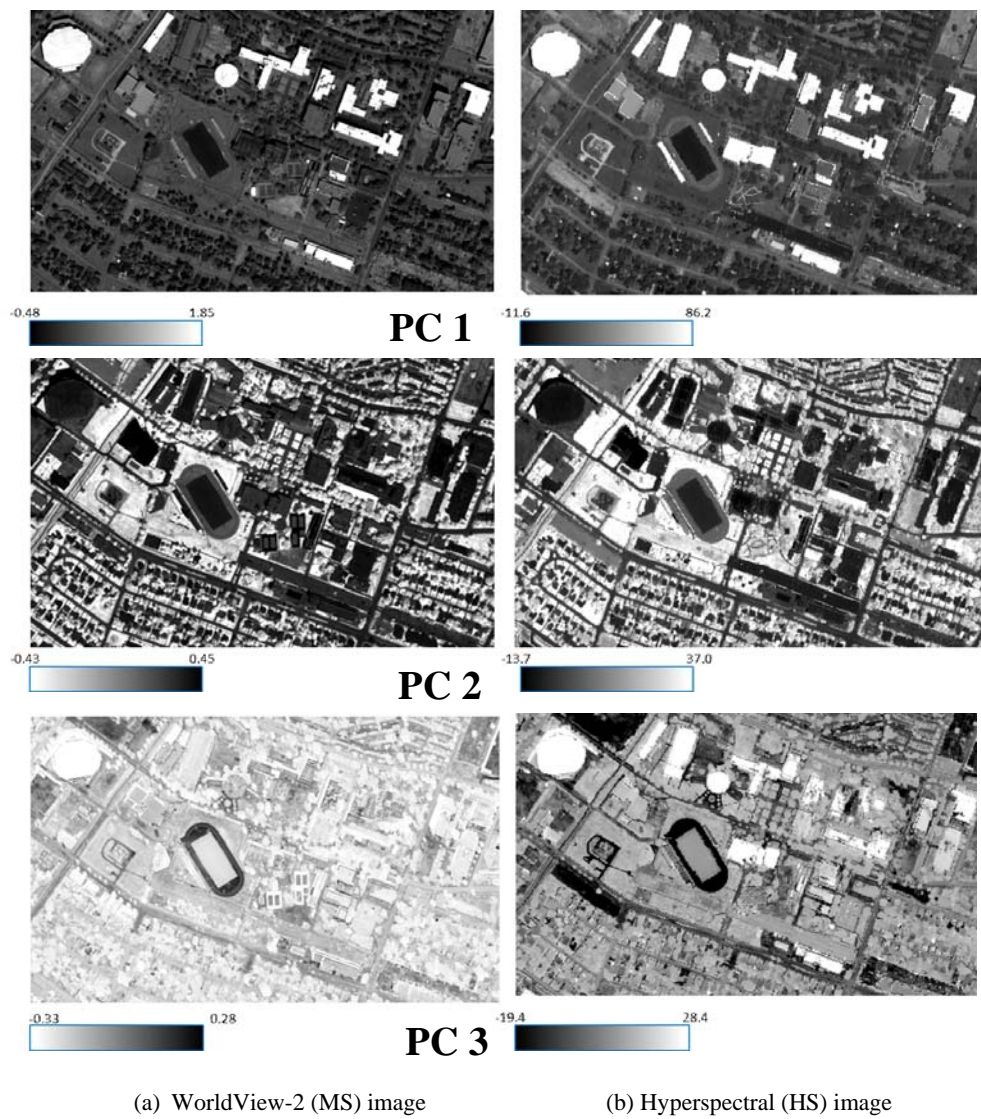 -0.48 1.85 -11.6 86.2
PC 1
-0.43 0.45 -13.7 37.0
PC 2
-0.33 0.28 -19.4 28.4
PC 3
(a) WorldView-2 (MS) image (b) Hyperspectral (HS) image